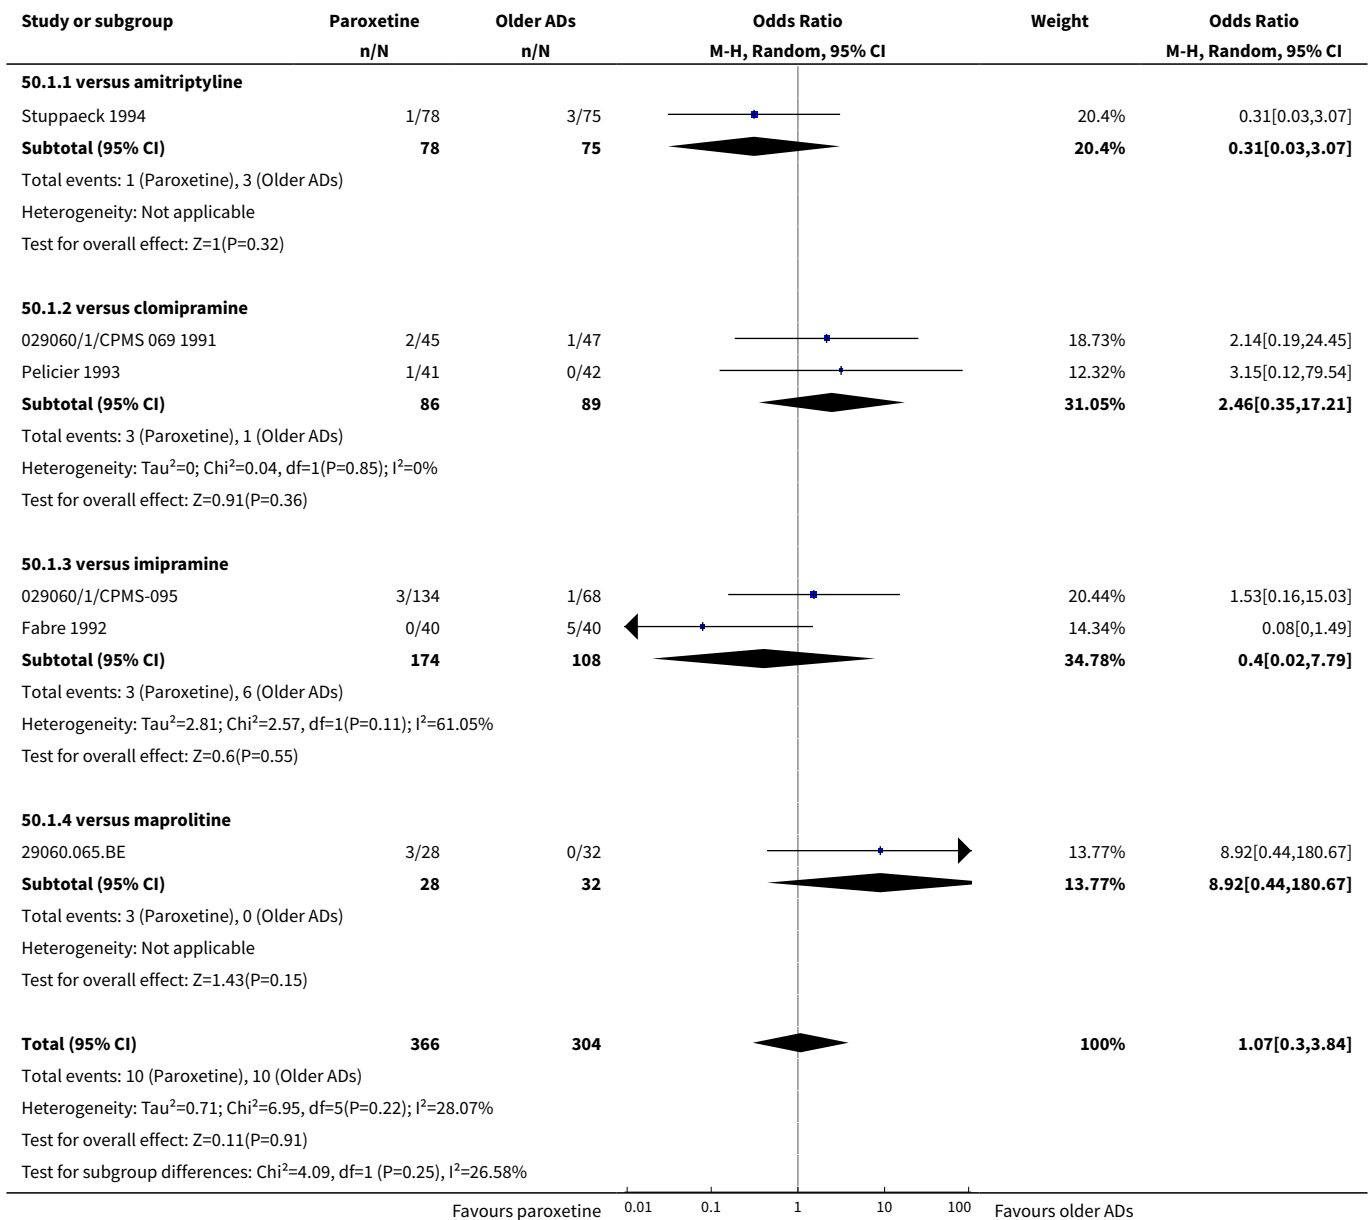 Study or subgroup Paroxetine Older ADs Odds Ratio Weight Odds Ratio
n/N n/N M-H, Random, 95% CI M-H, Random, 95% CI
50.1.1 versus amitriptyline
Stuppaeck 1994 1/78 3/75 20.4% 0.31[0.03,3.07]
Subtotal (95% CI) 78 75 20.4% 0.31[0.03,3.07]
Total events: 1 (Paroxetine), 3 (Older ADs)
Heterogeneity: Not applicable
Test for overall effect: Z=1(P=0.32)
50.1.2 versus clomipramine
029060/1/CPMS 069 1991 2/45 1/47 18.73% 2.14[0.19,24.45]
Pelicier 1993 1/41 0/42 12.32% 3.15[0.12,79.54]
Subtotal (95% CI) 86 89 31.05% 2.46[0.35,17.21]
Total events: 3 (Paroxetine), 1 (Older ADs)
Heterogeneity: Tau²=0; Chi²=0.04, df=1(P=0.85); I²=0%
Test for overall effect: Z=0.91(P=0.36)
50.1.3 versus imipramine
029060/1/CPMS-095 3/134 1/68 20.44% 1.53[0.16,15.03]
Fabre 1992 0/40 5/40 14.34% 0.08[0,1.49]
Subtotal (95% CI) 174 108 34.78% 0.4[0.02,7.79]
Total events: 3 (Paroxetine), 6 (Older ADs)
Heterogeneity: Tau²=2.81; Chi²=2.57, df=1(P=0.11); I²=61.05%
Test for overall effect: Z=0.6(P=0.55)
50.1.4 versus maprolitine
29060.065.BE 3/28 0/32 13.77% 8.92[0.44,180.67]
Subtotal (95% CI) 28 32 13.77% 8.92[0.44,180.67]
Total events: 3 (Paroxetine), 0 (Older ADs)
Heterogeneity: Not applicable
Test for overall effect: Z=1.43(P=0.15)
Total (95% CI) 366 304 100% 1.07[0.3,3.84]
Total events: 10 (Paroxetine), 10 (Older ADs)
Heterogeneity: Tau²=0.71; Chi²=6.95, df=5(P=0.22); I²=28.07%
Test for overall effect: Z=0.11(P=0.91)
Test for subgroup differences: Chi²=4.09, df=1 (P=0.25), I²=26.58%
Favours paroxetine 0.01 0.1 1 10 100 Favours older ADs